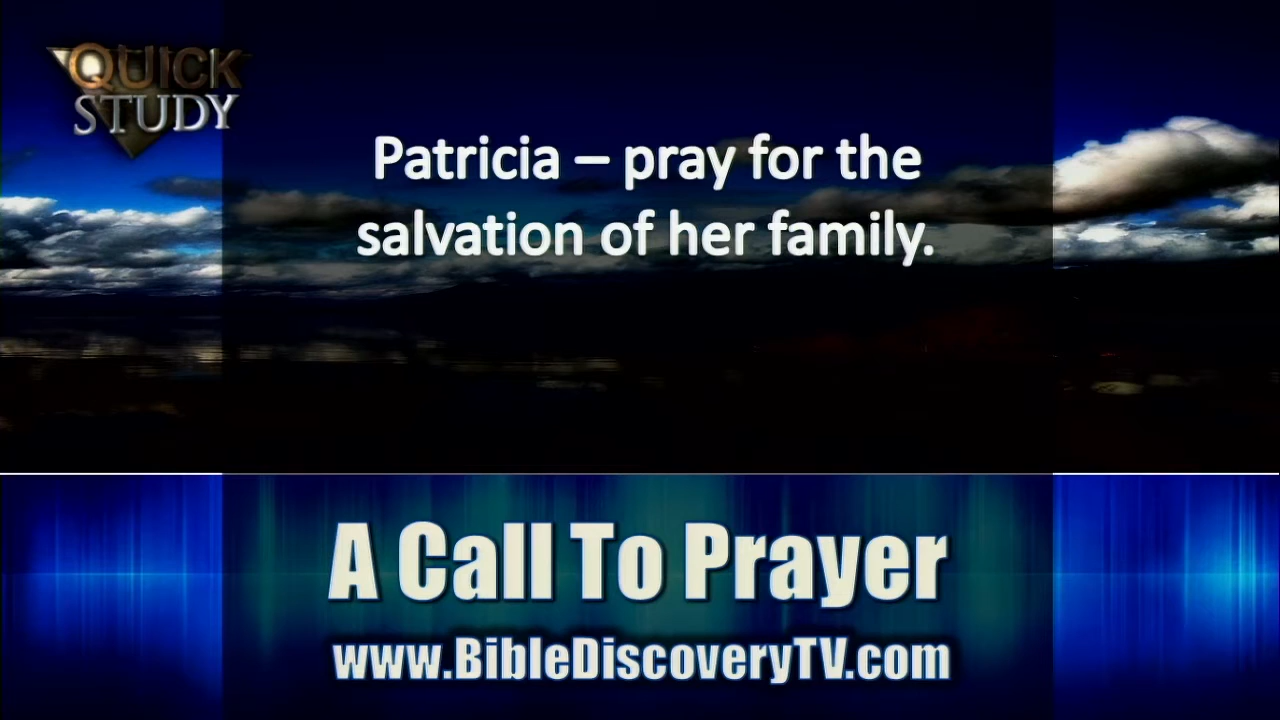 QUICK
STUDY
Patricia – pray for the
salvation of her family.
A Call To Prayer
www.BibleDiscoveryTV.com